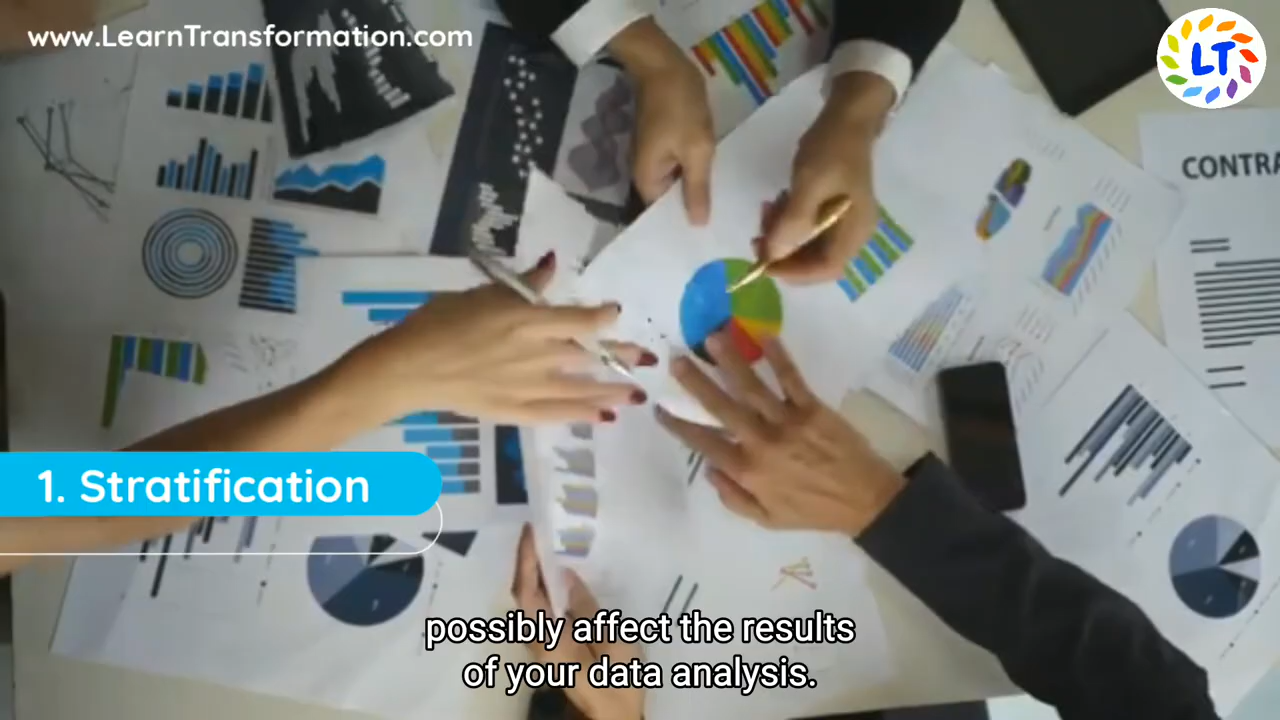 www.LearnTransformation.com
LT
CONTRA
1. Stratification
possibly affect the results
of your data analysis.